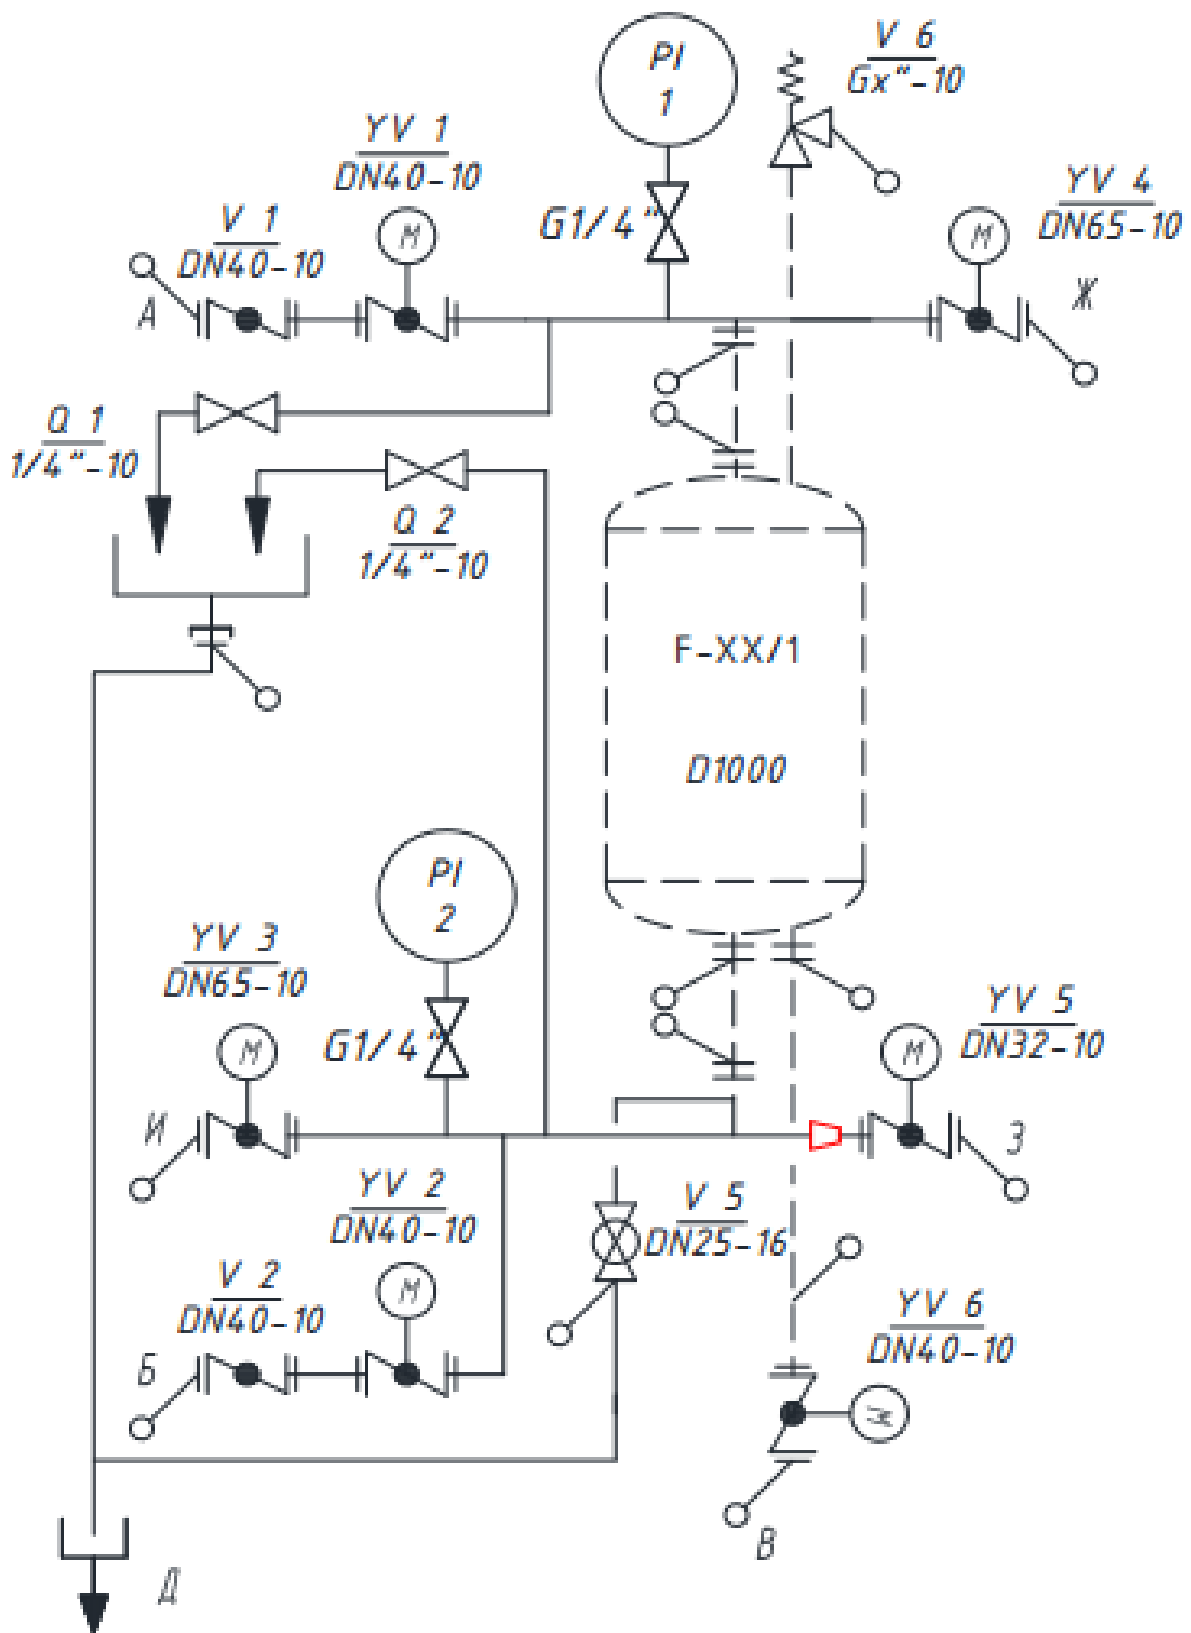 PI
1
V 6
Gx"-10
YV 1
DN40-10
YV 4
DN65-10
V 1
DN40-10
M
G1/4"
M
А
Ж
Q 1
1/4"-10
Q 2
1/4"-10
F-XX/1
D1000
PI
2
YV 3
DN65-10
YV 5
DN32-10
M
G1/4"
M
И
З
YV 2
DN40-10
V 5
DN25-16
V 2
DN40-10
M
YV 6
DN40-10
Б
M
В
Д